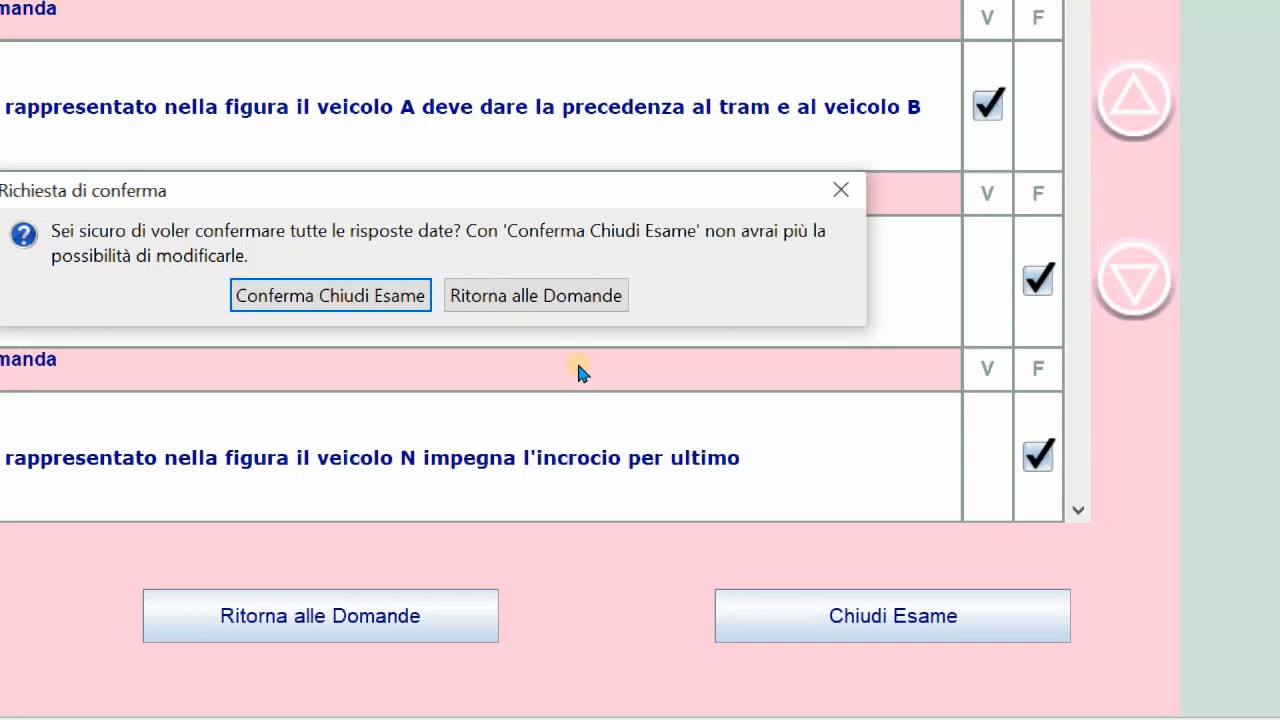 manda
V F
rappresentato nella figura il veicolo A deve dare la precedenza al tram e al veicolo B
Richiesta di conferma
V F
Sei sicuro di voler confermare tutte le risposte date? Con 'Conferma Chiudi Esame' non avrai più la
possibilità di modificarle.
Conferma Chiudi Esame Ritorna alle Domande
manda
V F
rappresentato nella figura il veicolo N impegna l'incrocio per ultimo
Ritorna alle Domande Chiudi Esame